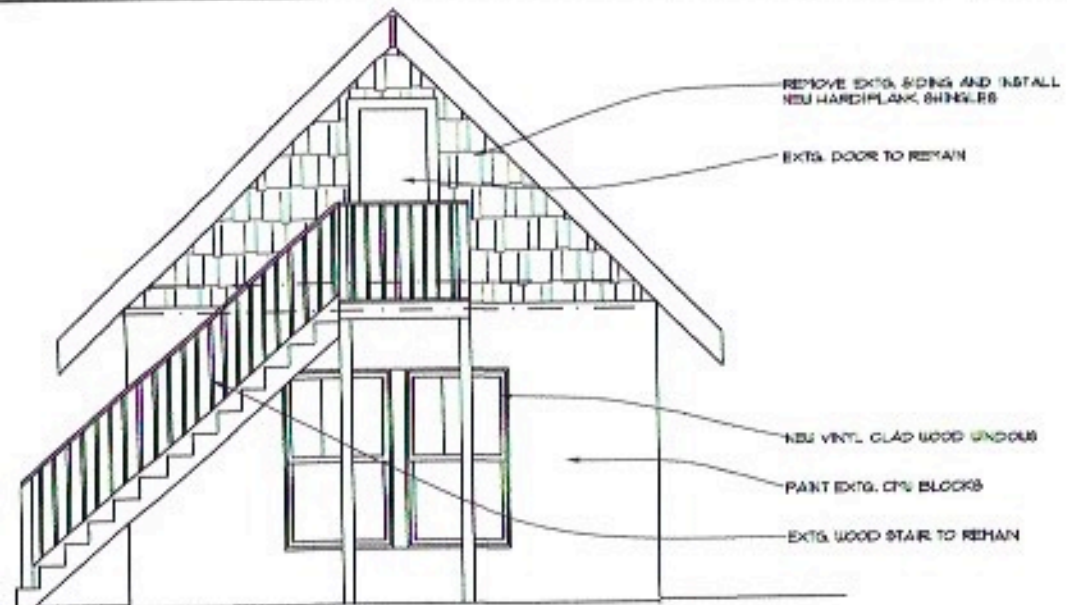 REMOVE EXTG. SIDING AND INSTALL
NEW HARDIPLANK SHINGLES
EXTG. DOOR TO REMAIN
NEW VINYL CLAD WOOD WINDOWS
PAINT EXTG. CMU BLOCKS
EXTG. WOOD STAIR TO REMAIN